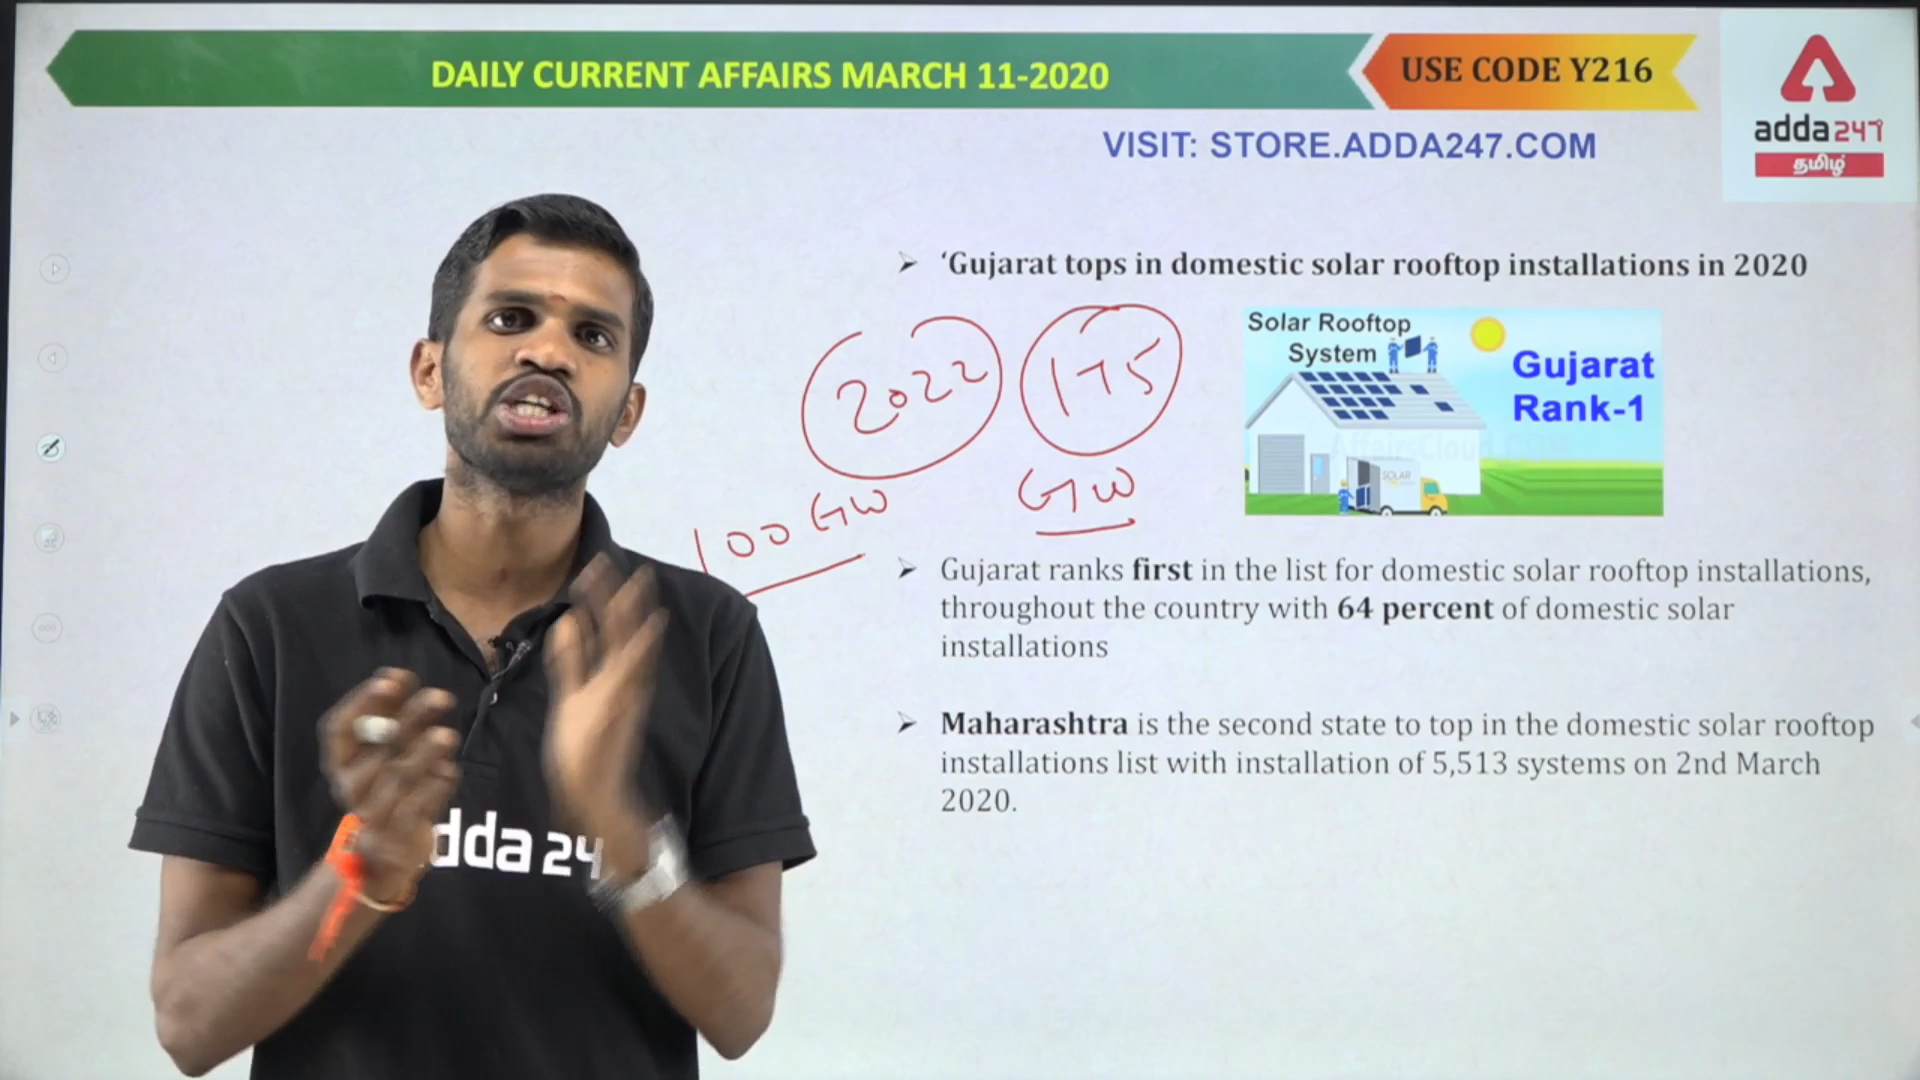 DAILY CURRENT AFFAIRS MARCH 11-2020
USE CODE Y216
adda247
தமிழ்
VISIT: STORE.ADDA247.COM
‘Gujarat tops in domestic solar rooftop installations in 2020
2022
175
GW
100 GW
Solar Rooftop
System
Gujarat
Rank-1
AffairsCloud.COM
SOLAR
Gujarat ranks first in the list for domestic solar rooftop installations,
throughout the country with 64 percent of domestic solar
installations
Maharashtra is the second state to top in the domestic solar rooftop
installations list with installation of 5,513 systems on 2nd March
2020.
dda 24